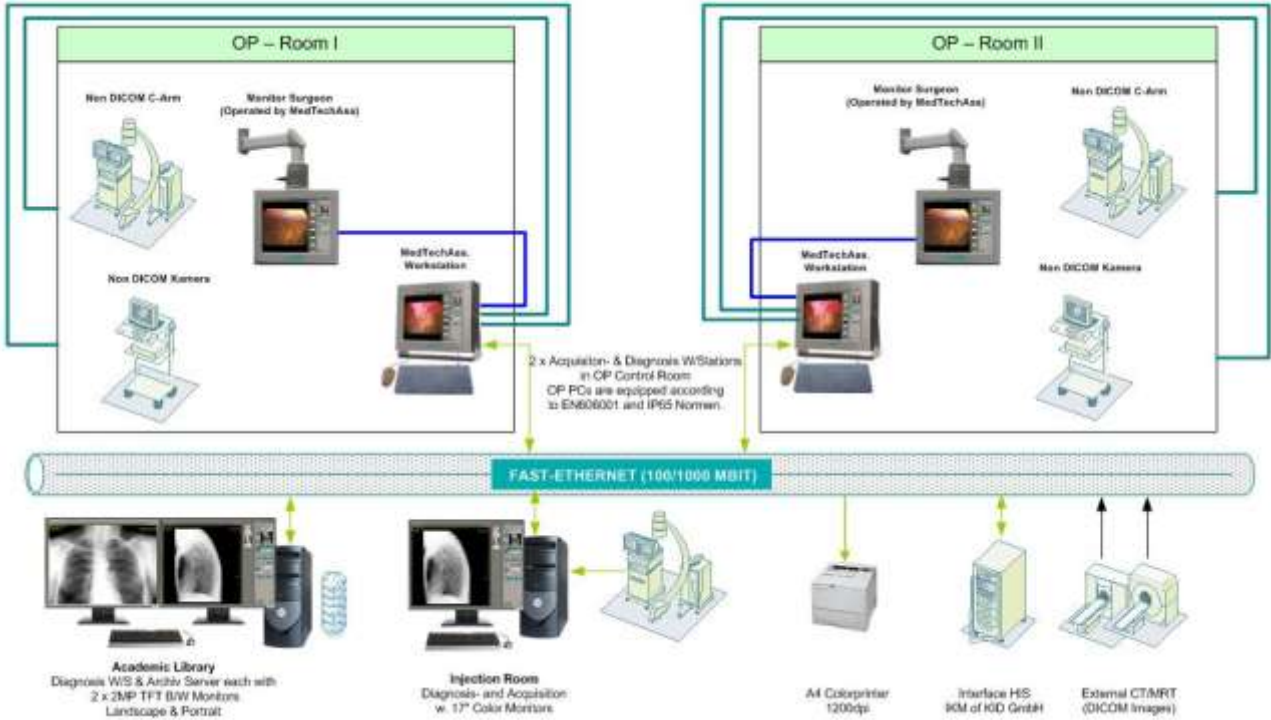 OP – Room I
Non DICOM C-Arm
Monitor Surgeon
(Operated by MedTechAss)
MedTechAss.
Workstation
Non DICOM Kamera
OP – Room II
Monitor Surgeon
(Operated by MedTechAss)
Non DICOM C-Arm
MedTechAss.
Workstation
Non DICOM Kamera
2 x Acquisiton- & Diagnosis W/Stations
in OP Control Room
OP PCs are equipped according
to EN606001 and IP65 Normen.
FAST-ETHERNET (100/1000 MBIT)
Academic Library
Diagnosis W/S & Archiv Server each with
2 x 2MP TFT B/W Monitors
Landscape & Portrait
Injection Room
Diagnosis- and Acquisition
w. 17" Color Monitors
A4 Colorprinter
1200dpi
Interface HIS
IKM of KID GmbH
External CT/MRT
(DICOM Images)